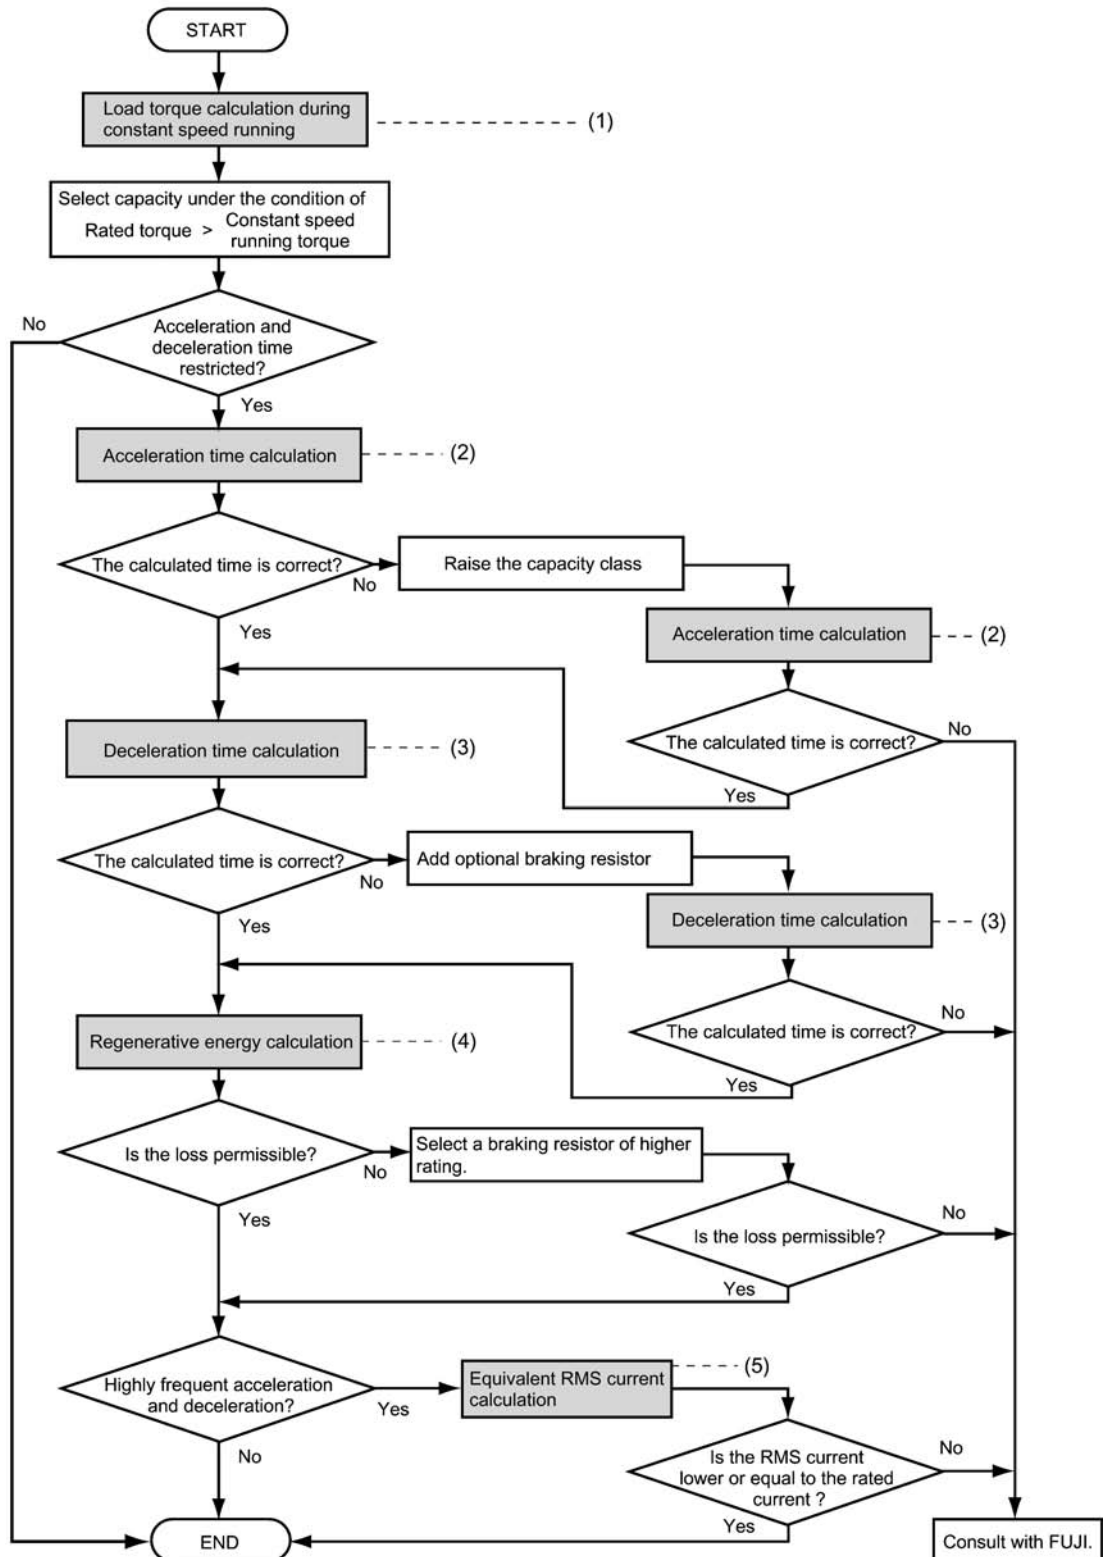 START
Load torque calculation during
constant speed running
(1)
Select capacity under the condition of
Rated torque > Constant speed
running torque
No
Acceleration and
deceleration time
restricted?
Yes
Acceleration time calculation
(2)
The calculated time is correct?
No
Raise the capacity class
Yes
Acceleration time calculation
(2)
Deceleration time calculation
(3)
The calculated time is correct?
No
Yes
The calculated time is correct?
No
Add optional braking resistor
Yes
Deceleration time calculation
(3)
Regenerative energy calculation
(4)
The calculated time is correct?
No
Yes
Is the loss permissible?
No
Select a braking resistor of higher
rating.
Yes
Is the loss permissible?
No
Yes
Highly frequent acceleration
and deceleration?
Yes
Equivalent RMS current
calculation
(5)
No
Is the RMS current
lower or equal to the rated
current ?
No
Yes
END
Consult with FUJI.